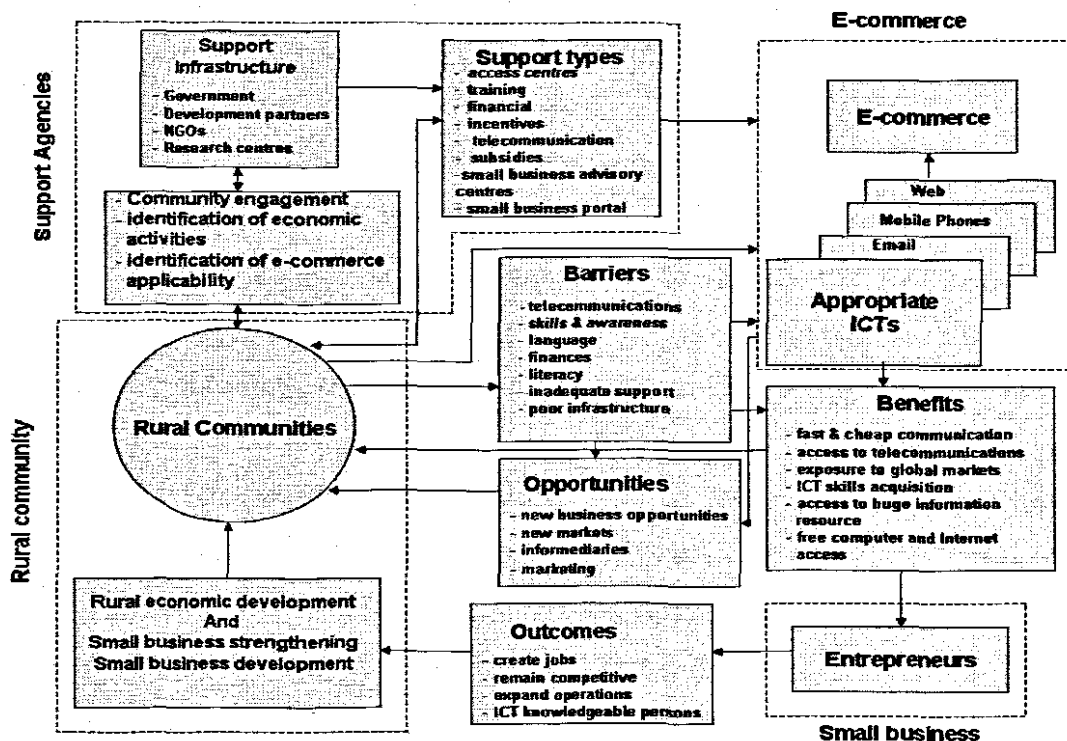 E-commerce
Support Agencies
Support
infrastructure
- Government
- Development partners
- NGOs
- Research centres
Support types
- access centres
- training
- financial
- incentives
- telecommunication
- subsidies
-small business advisory
centres
- small business portal
- Community engagement
- identification of economic
activities
- identification of e-commerce
applicability
E-commerce
Web
Mobile Phones
Email
Appropriate
ICTs
Barriers
- telecommunications
- skills & awareness
- language
- finances
- literacy
- inadequate support
- poor infrastructure
Rural community
Rural Communities
Opportunities
- new business opportunities
- new markets
- informediaries
- marketing
Benefits
- fast & cheap communication
- access to telecommunications
- exposure to global markets
- ICT skills acquisition
- access to huge information
resource
- free computer and Internet
access
Rural economic development
And
Small business strengthening
Small business development
Outcomes
- create jobs
- remain competitive
- expand operations
- ICT knowledgeable persons
Entrepreneurs
Small business